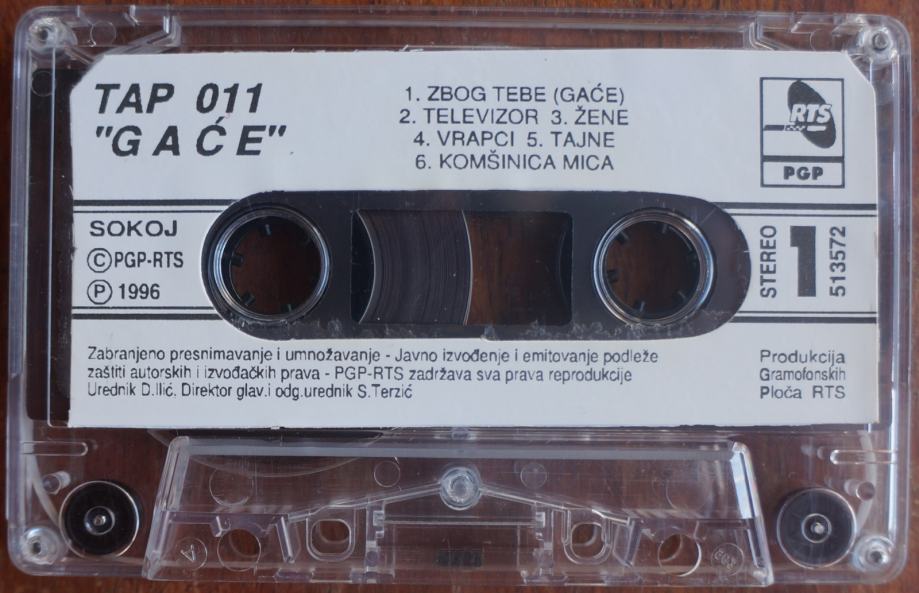 TAP 011
"GAĆE"
1. ZBOG TEBE (GAĆE)
2. TELEVIZOR 3. ŽENE
4. VRAPCI 5. TAJNE
6. KOMŠINICA MICA
RTS
PGP
SOKOJ
©PGP-RTS
℗ 1996
STEREO
1
513572
Zabranjeno presnimavanje i umnožavanje - Javno izvođenje i emitovanje podleže
zaštiti autorskih i izvođačkih prava - PGP-RTS zadržava sva prava reprodukcije
Urednik D.Ilić. Direktor glav.i odg.urednik S.Terzić
Produkcija
Gramofonskih
Ploča RTS